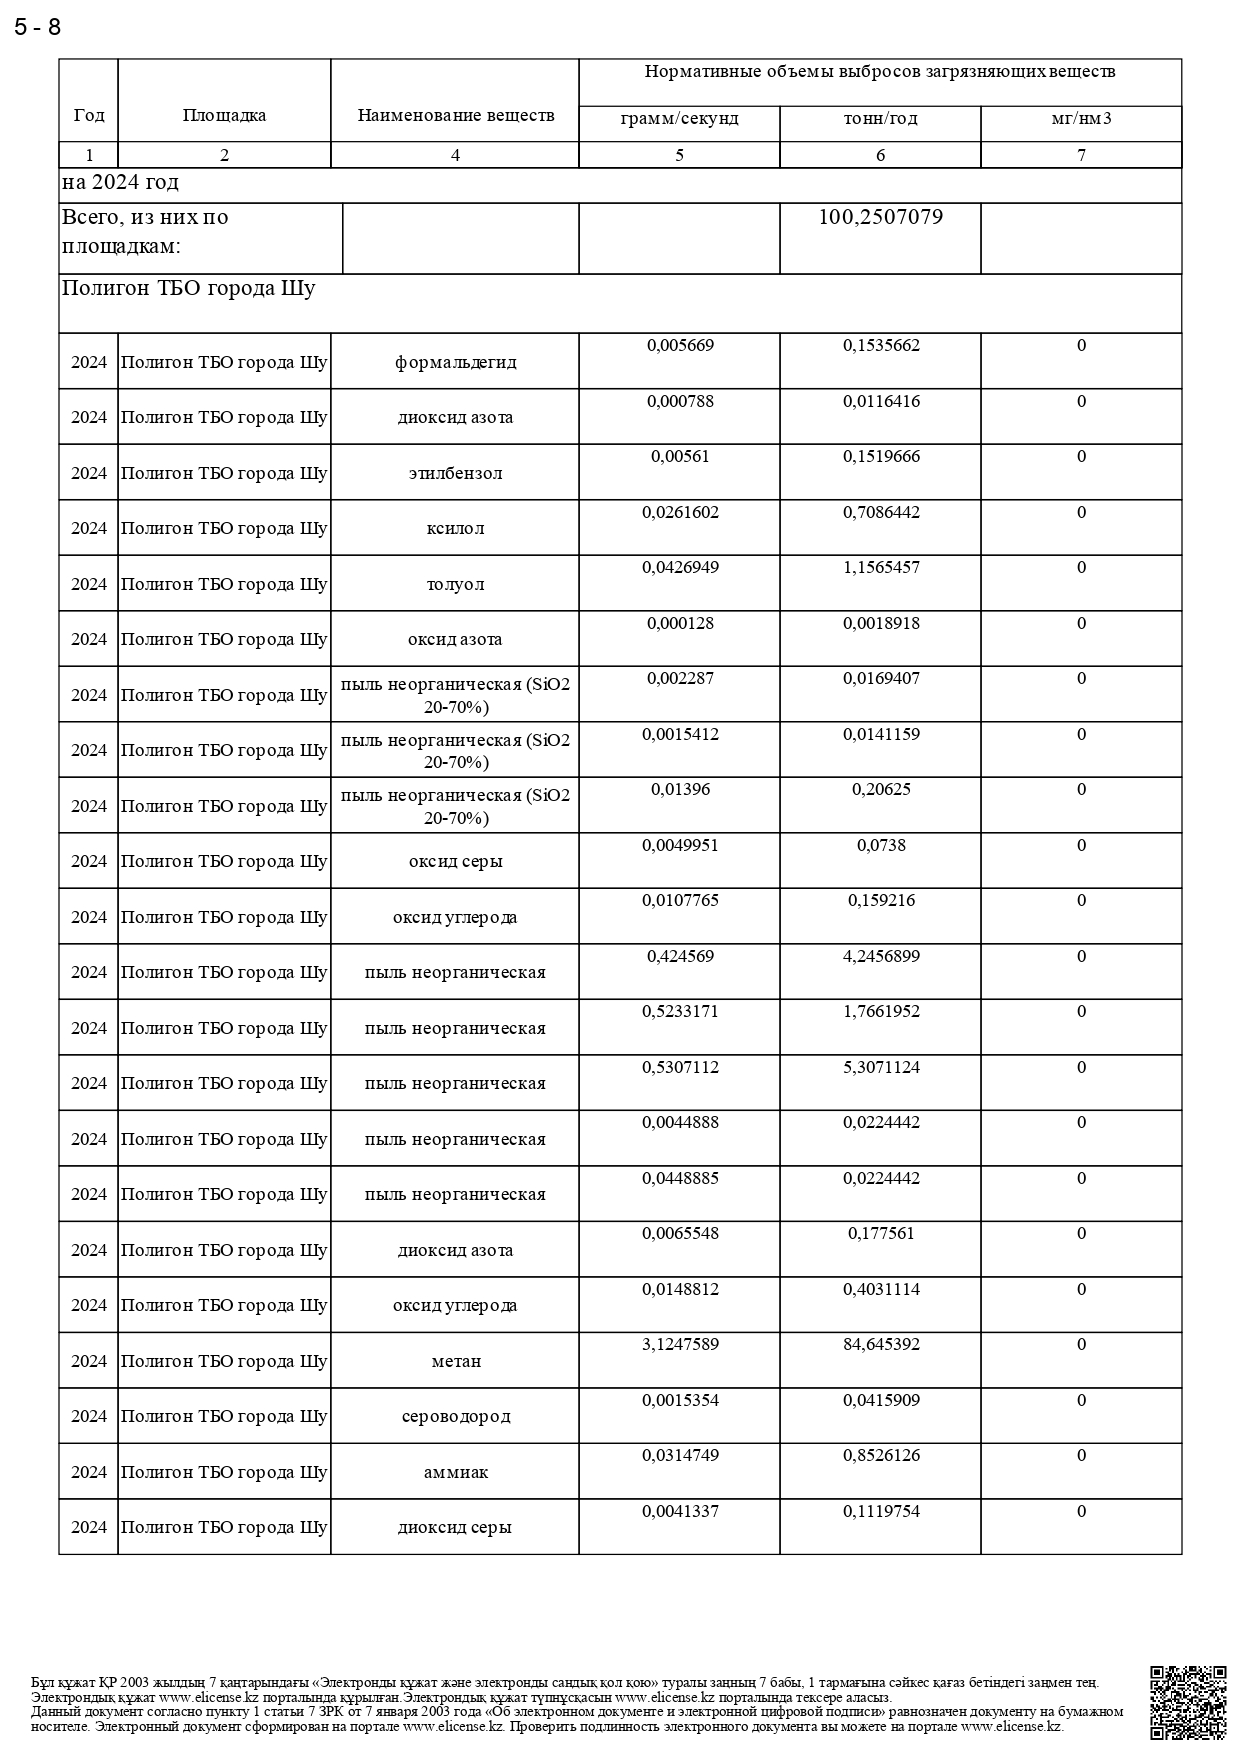 5 - 8
Нормативные объемы выбросов загрязняющих веществ
Год Площадка Наименование веществ
грамм/секунд тонн/год мг/нм3
1 2 4 5 6 7
на 2024 год
Всего, из них по 100,2507079
площадкам:
Полигон ТБО города Шу
2024 Полигон ТБО города Шу формальдегид 0,005669 0,1535662 0
2024 Полигон ТБО города Шу диоксид азота 0,000788 0,0116416 0
2024 Полигон ТБО города Шу этилбензол 0,00561 0,1519666 0
2024 Полигон ТБО города Шу ксилол 0,0261602 0,7086442 0
2024 Полигон ТБО города Шу толуол 0,0426949 1,1565457 0
2024 Полигон ТБО города Шу оксид азота 0,000128 0,0018918 0
2024 Полигон ТБО города Шу пыль неорганическая (SiO2 0,002287 0,0169407 0
20-70%)
2024 Полигон ТБО города Шу пыль неорганическая (SiO2 0,0015412 0,0141159 0
20-70%)
2024 Полигон ТБО города Шу пыль неорганическая (SiO2 0,01396 0,20625 0
20-70%)
2024 Полигон ТБО города Шу оксид серы 0,0049951 0,0738 0
2024 Полигон ТБО города Шу оксид углерода 0,0107765 0,159216 0
2024 Полигон ТБО города Шу пыль неорганическая 0,424569 4,2456899 0
2024 Полигон ТБО города Шу пыль неорганическая 0,5233171 1,7661952 0
2024 Полигон ТБО города Шу пыль неорганическая 0,5307112 5,3071124 0
2024 Полигон ТБО города Шу пыль неорганическая 0,0044888 0,0224442 0
2024 Полигон ТБО города Шу пыль неорганическая 0,0448885 0,0224442 0
2024 Полигон ТБО города Шу диоксид азота 0,0065548 0,177561 0
2024 Полигон ТБО города Шу оксид углерода 0,0148812 0,4031114 0
2024 Полигон ТБО города Шу метан 3,1247589 84,645392 0
2024 Полигон ТБО города Шу сероводород 0,0015354 0,0415909 0
2024 Полигон ТБО города Шу аммиак 0,0314749 0,8526126 0
2024 Полигон ТБО города Шу диоксид серы 0,0041337 0,1119754 0
Бұл құжат ҚР 2003 жылдың 7 қаңтарындағы «Электронды құжат және электронды сандық қол қою» туралы заңның 7 бабы, 1 тармағына сәйкес қағаз бетіндегі заңмен тең.
Электрондық құжат www.elicense.kz порталында құрылған.Электрондық құжат түпнұсқасын www.elicense.kz порталында тексере аласыз.
Данный документ согласно пункту 1 статьи 7 ЗРК от 7 января 2003 года «Об электронном документе и электронной цифровой подписи» равнозначен документу на бумажном
носителе. Электронный документ сформирован на портале www.elicense.kz. Проверить подлинность электронного документа вы можете на портале www.elicense.kz.